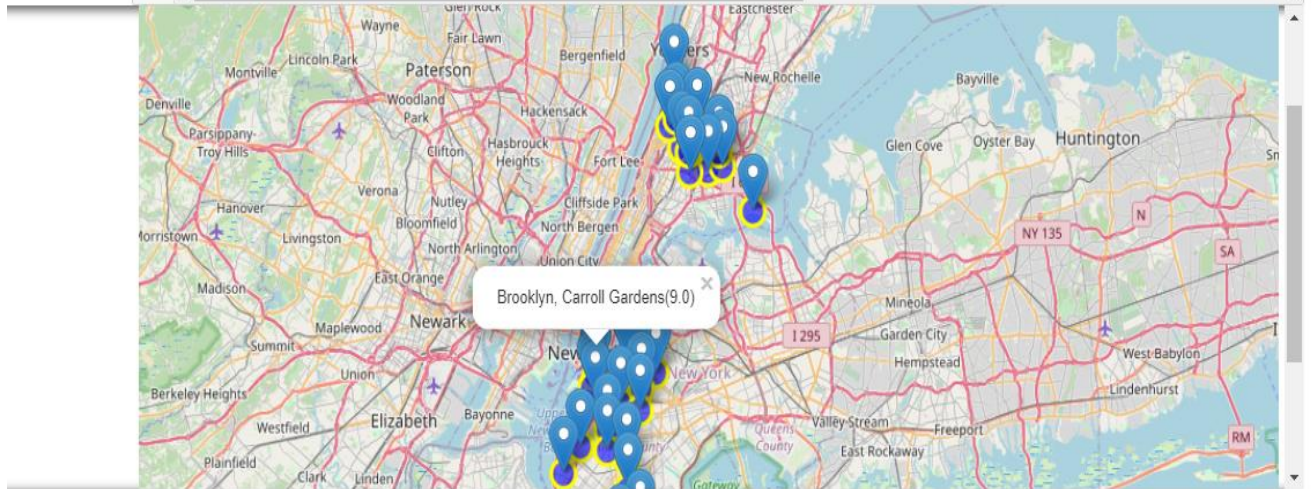 Glen Rock
Eastchester
Wayne
Fair Lawn
Lincoln Park
Bergenfield
Montville
Paterson
New Rochelle
Bayville
Denville
Woodland
Park
Hackensack
Parsippany-
Troy Hills
Clifton
Hasbrouck
Heights
Fort Lee
Glen Cove
Oyster Bay
Huntington
Verona
Nutley
Cliffside Park
Hanover
Bloomfield
North Bergen
N
NY 135
Morristown
Livingston
North Arlington
SA
Union City
East Orange
Madison
Brooklyn, Carroll Gardens(9.0)
×
Mineola
Maplewood
Newark
I 295
Garden City
Summit
New
West Babylon
Union
New York
Hempstead
Berkeley Heights
Lindenhurst
Elizabeth
Bayonne
Upper
Valley Stream
Westfield
Queens
County
Freeport
RM
East Rockaway
Plainfield
Clark
Linden
Gateway